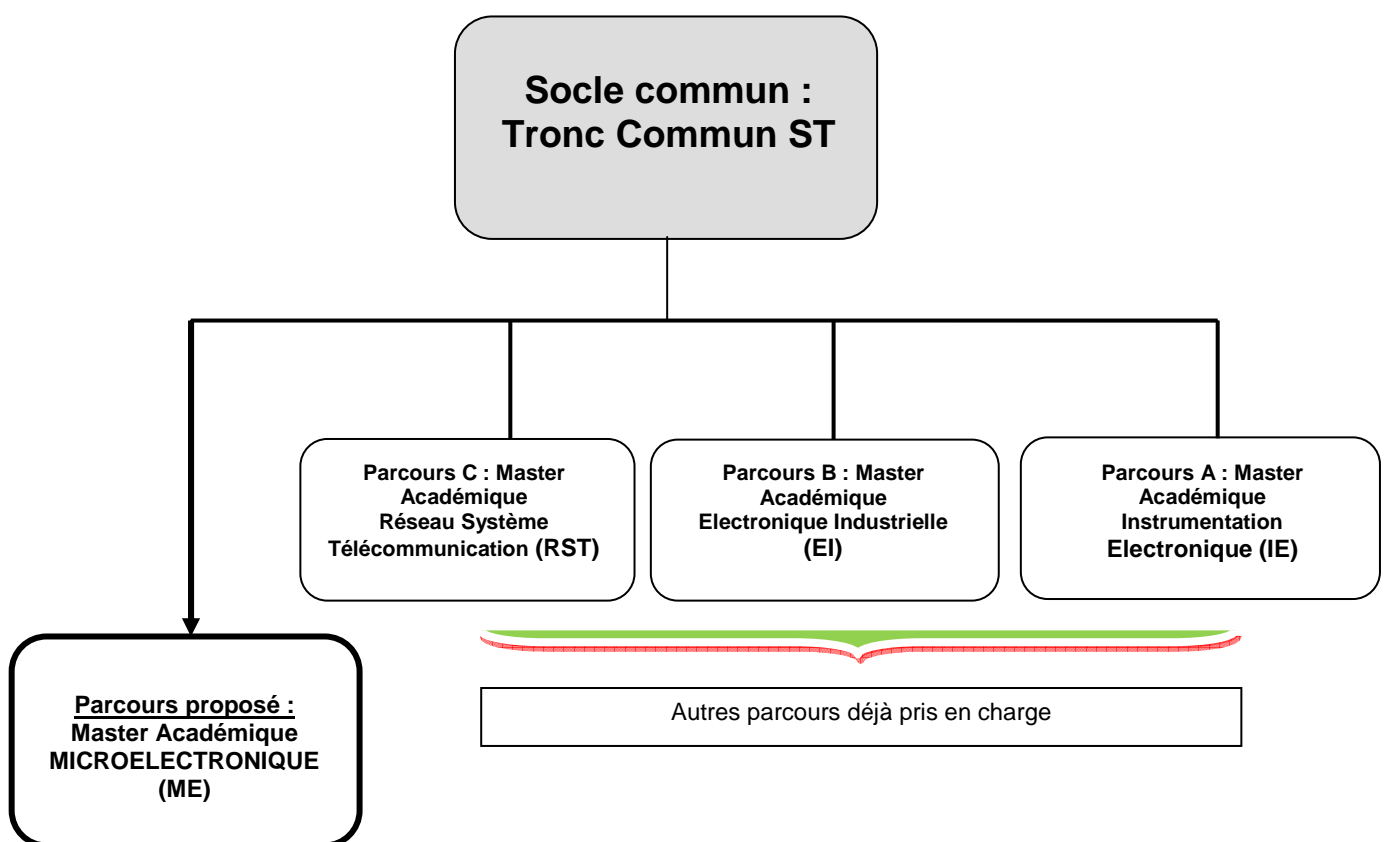 Socle commun :
Tronc Commun ST
Parcours C : Master
Académique
Réseau Système
Télécommunication (RST)
Parcours B : Master
Académique
Electronique Industrielle
(EI)
Parcours A : Master
Académique
Instrumentation
Electronique (IE)
Parcours proposé :
Master Académique
MICROELECTRONIQUE
(ME)
Autres parcours déjà pris en charge